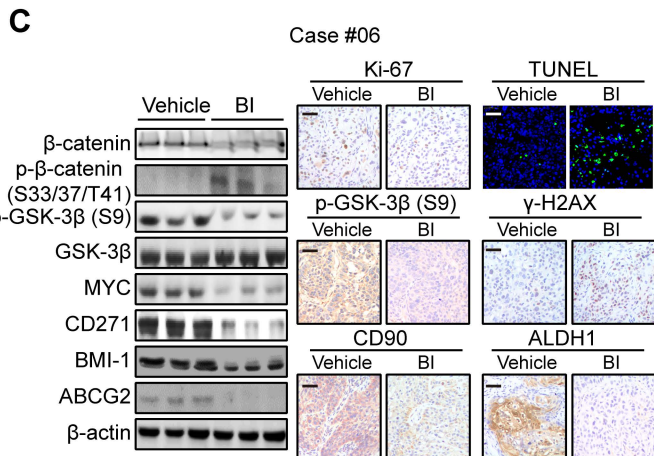 C
Case #06
Vehicle BI
β-catenin
p-β-catenin
(S33/37/T41)
p-GSK-3β (S9)
GSK-3β
MYC
CD271
BMI-1
ABCG2
β-actin
Ki-67
Vehicle BI
TUNEL
Vehicle BI
p-GSK-3β (S9)
Vehicle BI
γ-H2AX
Vehicle BI
CD90
Vehicle BI
ALDH1
Vehicle BI